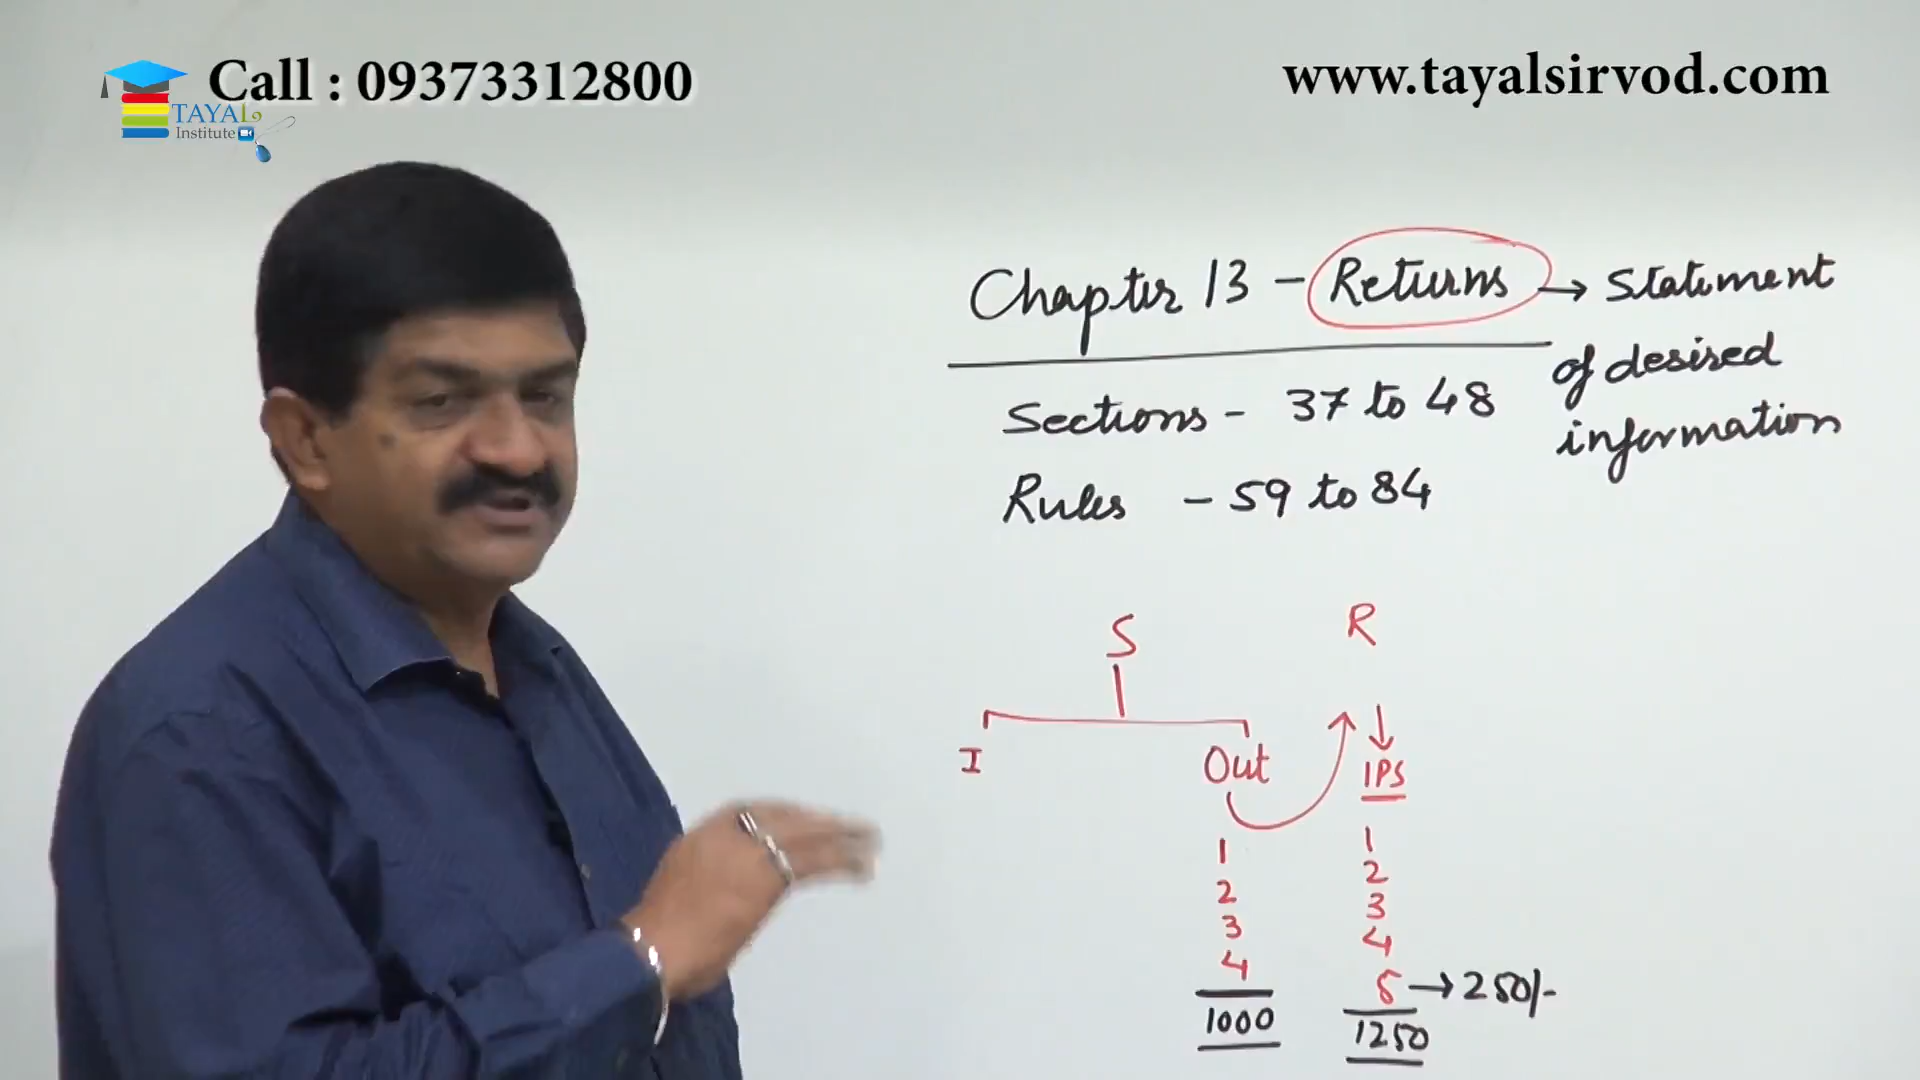 Call : 09373312800
www.tayalsirvod.com
TAYAL
Institute
Chapter 13 - Returns → Statement
of desired
information
Sections - 37 to 48
Rules - 59 to 84
S R
I Out IPS
1 1
2 2
3 3
4 4
5 → 250/-
1000 1250